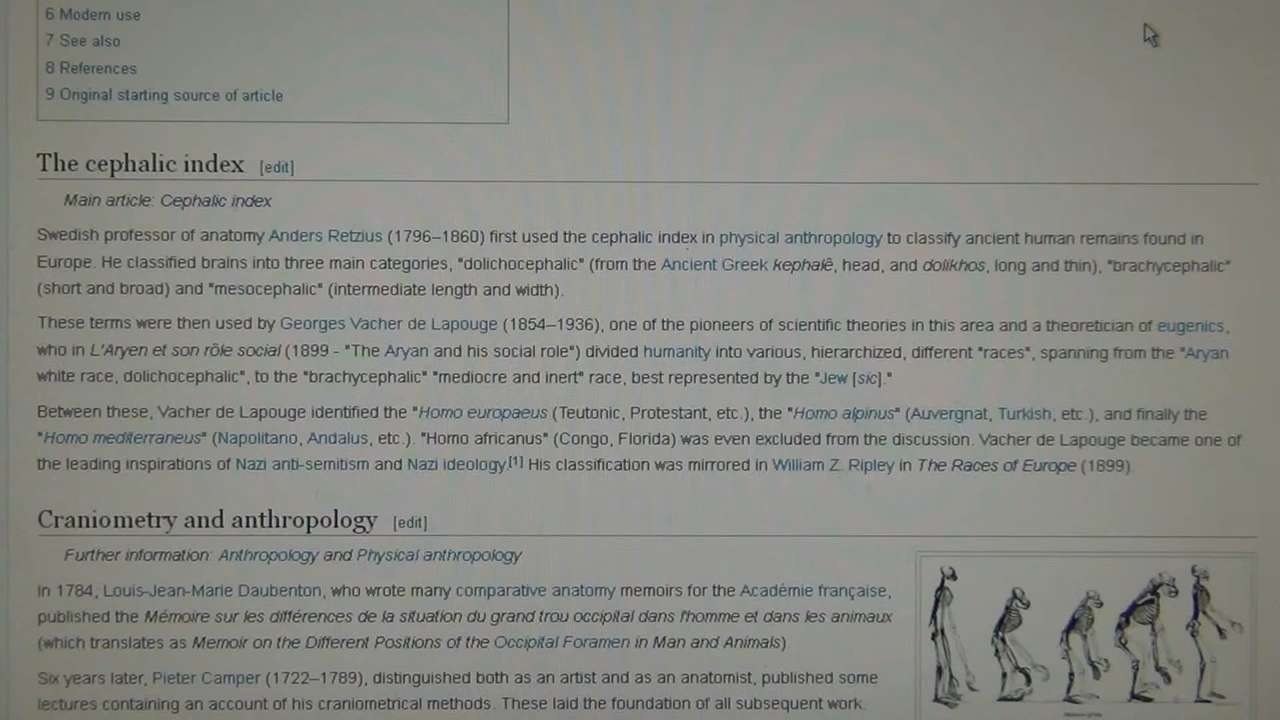 6 Modern use
7 See also
8 References
9 Original starting source of article
The cephalic index [edit]
Main article: Cephalic index
Swedish professor of anatomy Anders Retzius (1796–1860) first used the cephalic index in physical anthropology to classify ancient human remains found in
Europe. He classified brains into three main categories, "dolichocephalic" (from the Ancient Greek kephalê, head, and dolikhos, long and thin), "brachycephalic"
(short and broad) and "mesocephalic" (intermediate length and width).
These terms were then used by Georges Vacher de Lapouge (1854–1936), one of the pioneers of scientific theories in this area and a theoretician of eugenics,
who in L'Aryen et son rôle social (1899 - "The Aryan and his social role") divided humanity into various, hierarchized, different "races", spanning from the "Aryan
white race, dolichocephalic", to the "brachycephalic" "mediocre and inert" race, best represented by the "Jew [sic]."
Between these, Vacher de Lapouge identified the "Homo europaeus (Teutonic, Protestant, etc.), the "Homo alpinus" (Auvergnat, Turkish, etc.), and finally the
"Homo mediterraneus" (Napolitano, Andalus, etc.). "Homo africanus" (Congo, Florida) was even excluded from the discussion. Vacher de Lapouge became one of
the leading inspirations of Nazi anti-semitism and Nazi ideology.[1] His classification was mirrored in William Z. Ripley in The Races of Europe (1899).
Craniometry and anthropology [edit]
Further information: Anthropology and Physical anthropology
In 1784, Louis-Jean-Marie Daubenton, who wrote many comparative anatomy memoirs for the Académie française,
published the Mémoire sur les différences de la situation du grand trou occipital dans l'homme et dans les animaux
(which translates as Memoir on the Different Positions of the Occipital Foramen in Man and Animals).
Six years later, Pieter Camper (1722–1789), distinguished both as an artist and as an anatomist, published some
lectures containing an account of his craniometrical methods. These laid the foundation of all subsequent work.